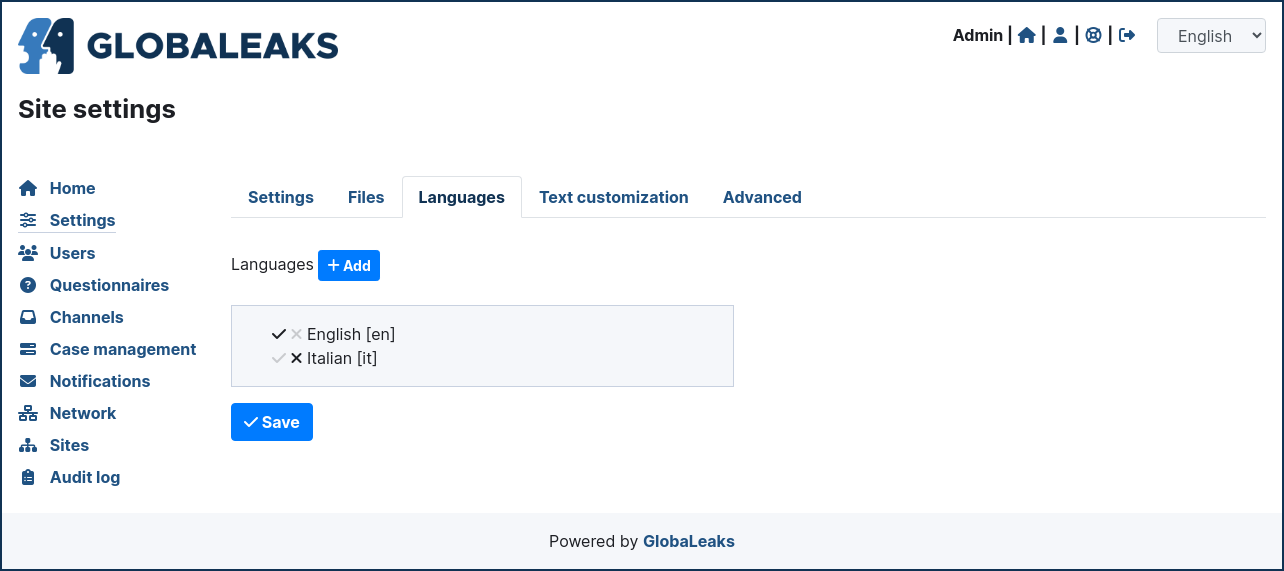 GLOBALEAKS
Admin | | | |
English
Site settings
Home
Settings
Users
Questionnaires
Channels
Case management
Notifications
Network
Sites
Audit log
Settings Files Languages Text customization Advanced
Languages + Add
English [en]
Italian [it]
Save
Powered by GlobaLeaks